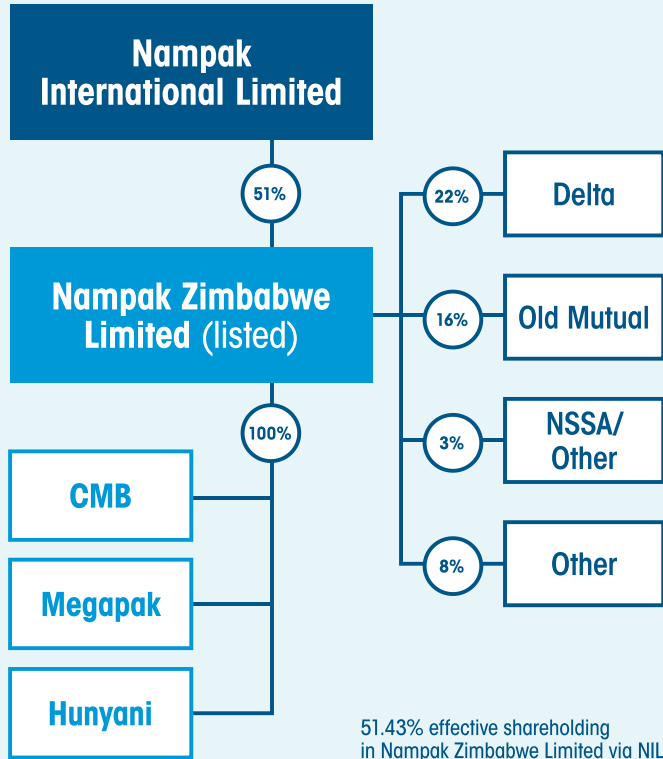 Nampak
International Limited
51%
Nampak Zimbabwe
Limited (listed)
22%
Delta
16%
Old Mutual
3%
NSSA/
Other
8%
Other
100%
CMB
Megapak
Hunyani
51.43% effective shareholding
in Nampak Zimbabwe Limited via NIL